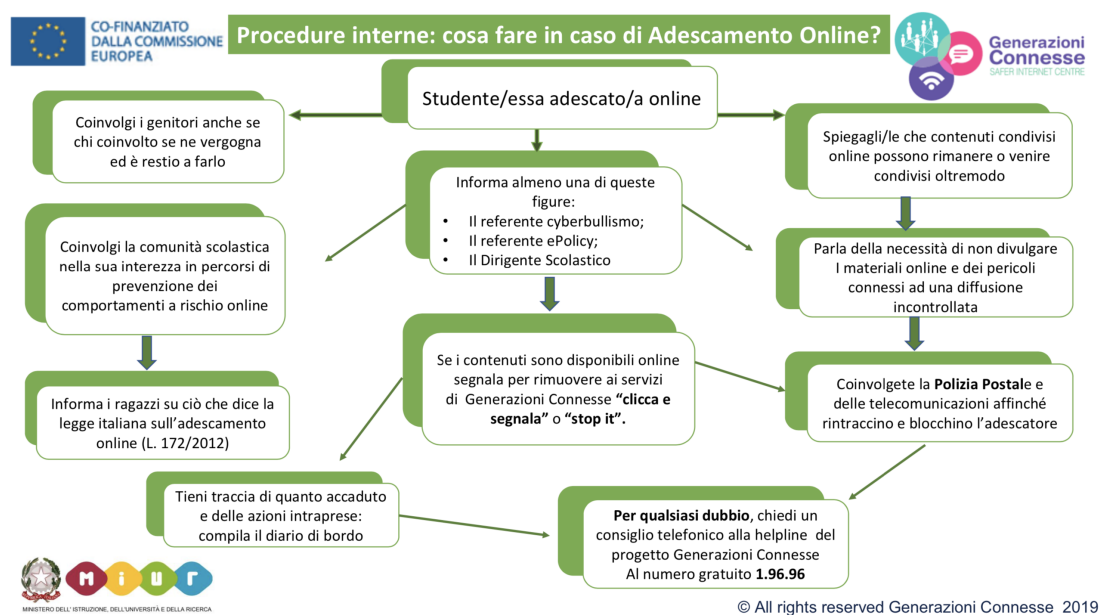 CO-FINANZIATO
DALLA COMMISSIONE
EUROPEA
Procedure interne: cosa fare in caso di Adescamento Online?
Generazioni
Connesse
SAFER INTERNET CENTRE
Studente/essa adescato/a online
Coinvolgi i genitori anche se
chi coinvolto se ne vergogna
ed è restio a farlo
Spiegagli/le che contenuti condivisi
online possono rimanere o venire
condivisi oltremodo
Informa almeno una di queste
figure:
• Il referente cyberbullismo;
• Il referente ePolicy;
• Il Dirigente Scolastico
Coinvolgi la comunità scolastica
nella sua interezza in percorsi di
prevenzione dei
comportamenti a rischio online
Parla della necessità di non divulgare
I materiali online e dei pericoli
connessi ad una diffusione
incontrollata
Se i contenuti sono disponibili online
segnala per rimuovere ai servizi
di Generazioni Connesse “clicca e
segnala” o “stop it”.
Informa i ragazzi su ciò che dice la
legge italiana sull’adescamento
online (L. 172/2012)
Coinvolgete la Polizia Postale e
delle telecomunicazioni affinché
rintraccino e blocchino l’adescatore
Tieni traccia di quanto accaduto
e delle azioni intraprese:
compila il diario di bordo
Per qualsiasi dubbio, chiedi un
consiglio telefonico alla helpline del
progetto Generazioni Connesse
Al numero gratuito 1.96.96
MIUR
MINISTERO DELL' ISTRUZIONE, DELL'UNIVERSITÀ E DELLA RICERCA
© All rights reserved Generazioni Connesse 2019